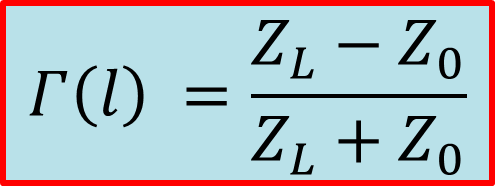 Γ(l) = (Z_L − Z_0)/(Z_L + Z_0)